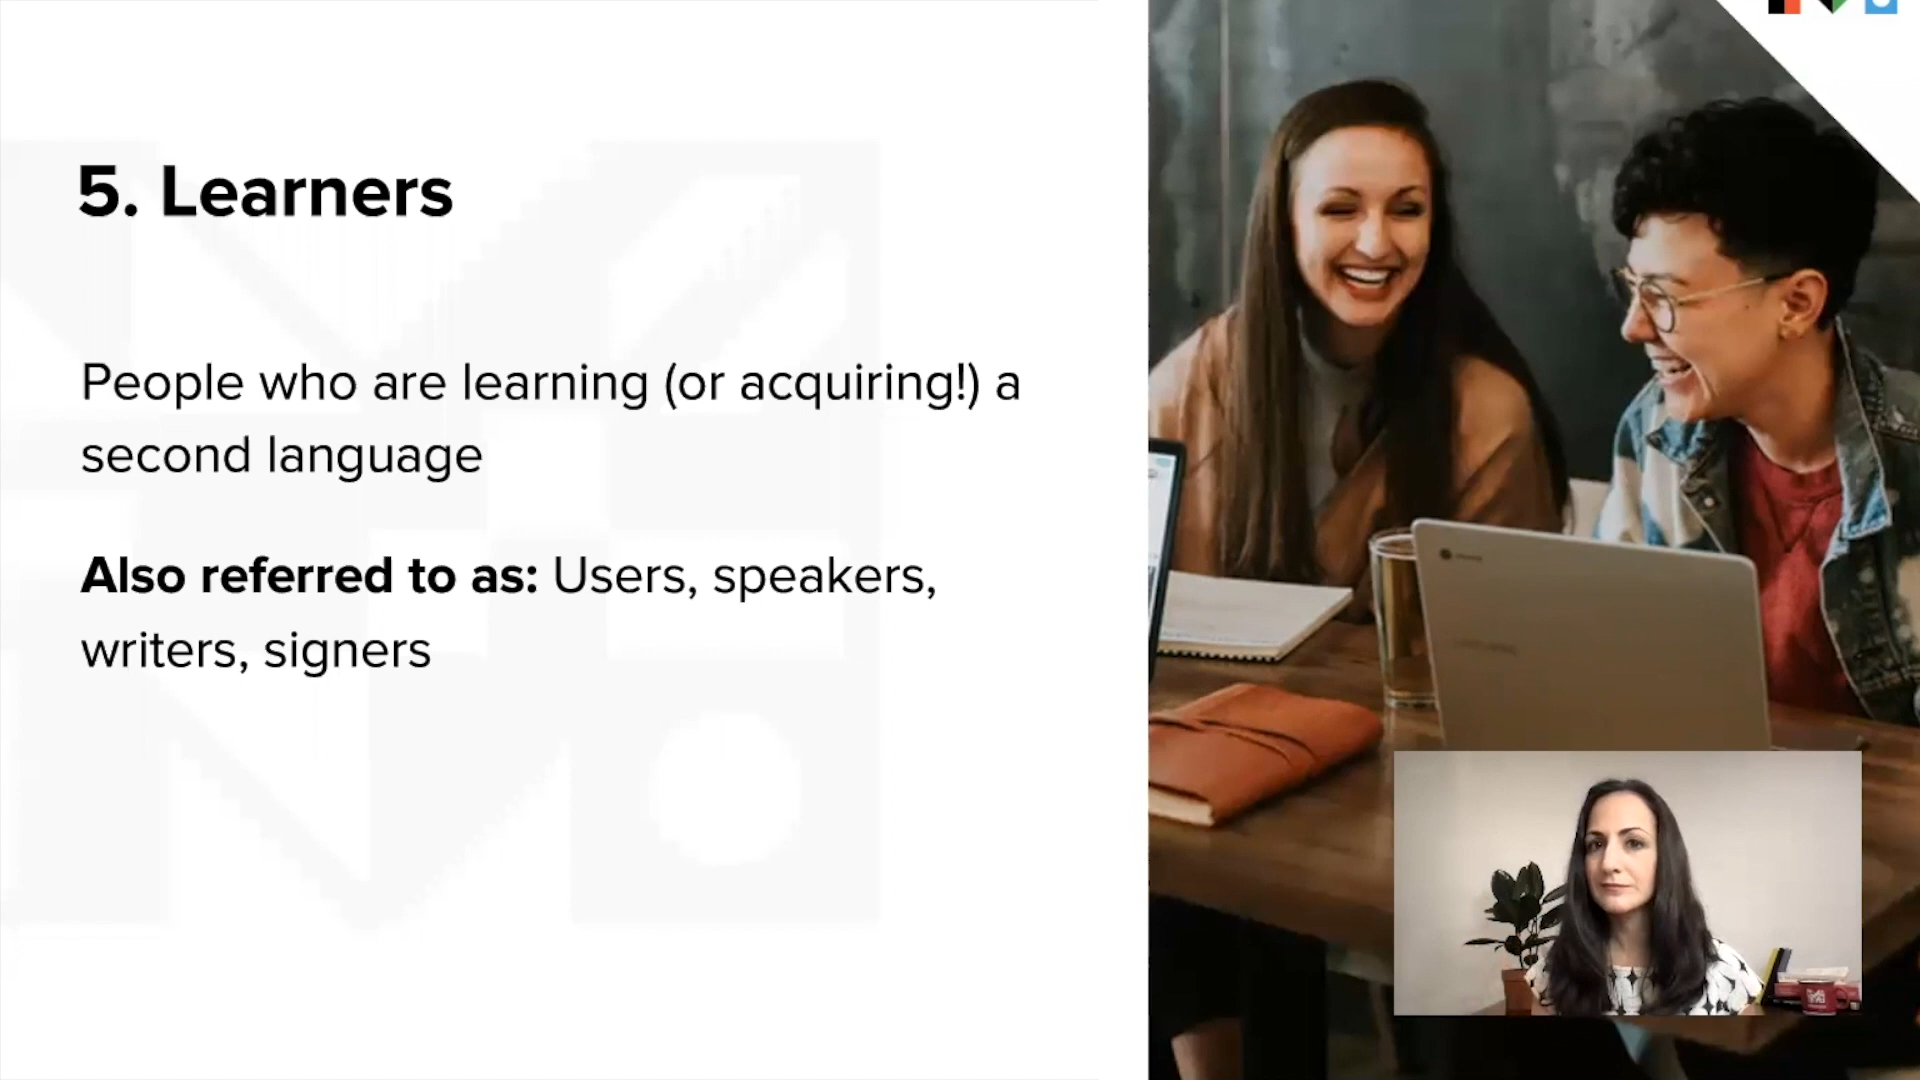 5. Learners
People who are learning (or acquiring!) a
second language
Also referred to as: Users, speakers,
writers, signers